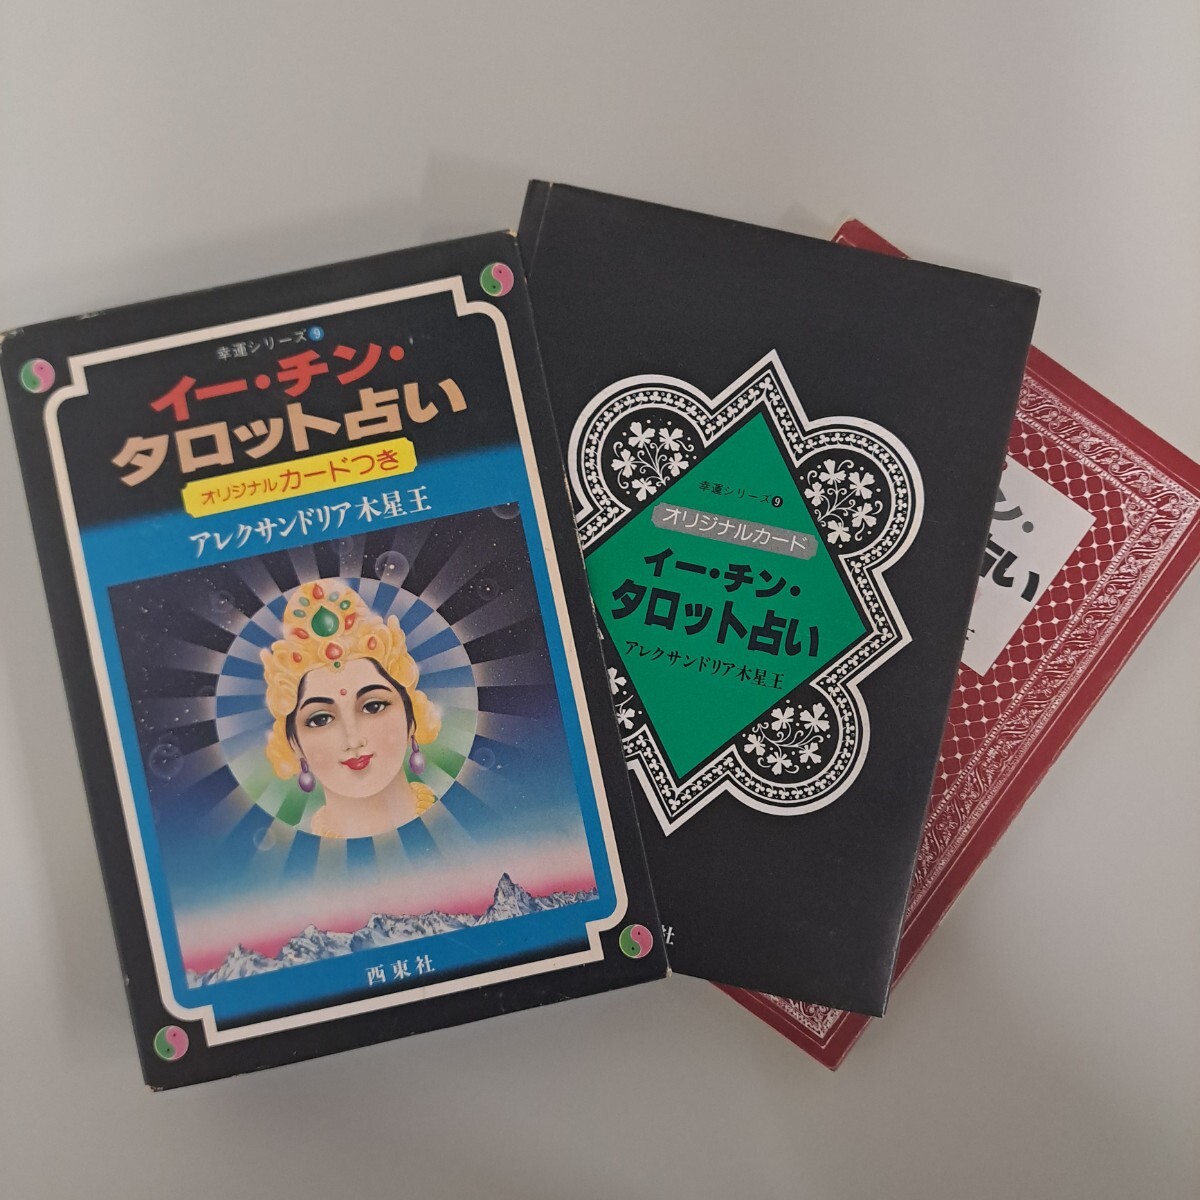 幸運シリーズ9
イー・チン・
タロット占い
オリジナルカードつき
アレクサンドリア木星王
西東社
幸運シリーズ9
オリジナルカード
イー・チン・
タロット占い
アレクサンドリア木星王
社
ン・
占い